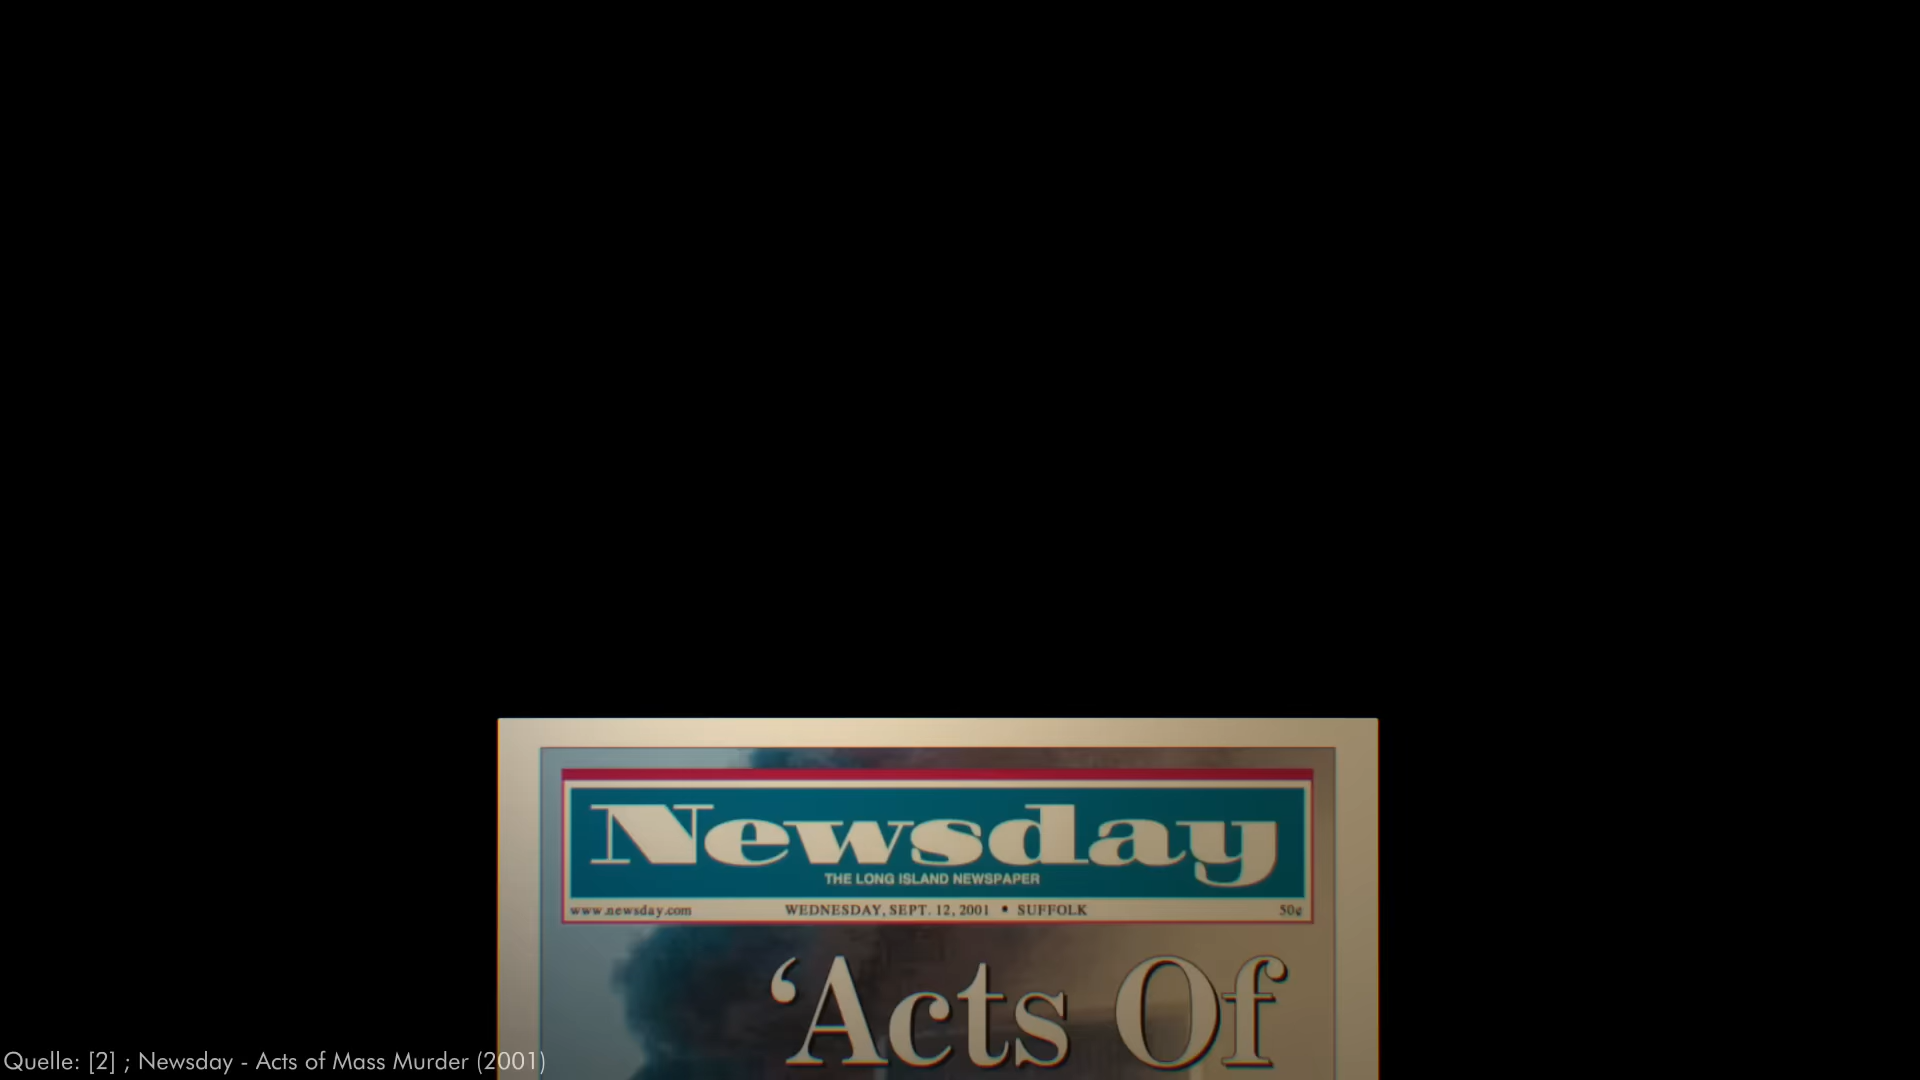 Newsday
THE LONG ISLAND NEWSPAPER
www.newsday.com WEDNESDAY, SEPT. 12, 2001 • SUFFOLK 50¢
‘Acts Of
Quelle: [2] ; Newsday - Acts of Mass Murder (2001)